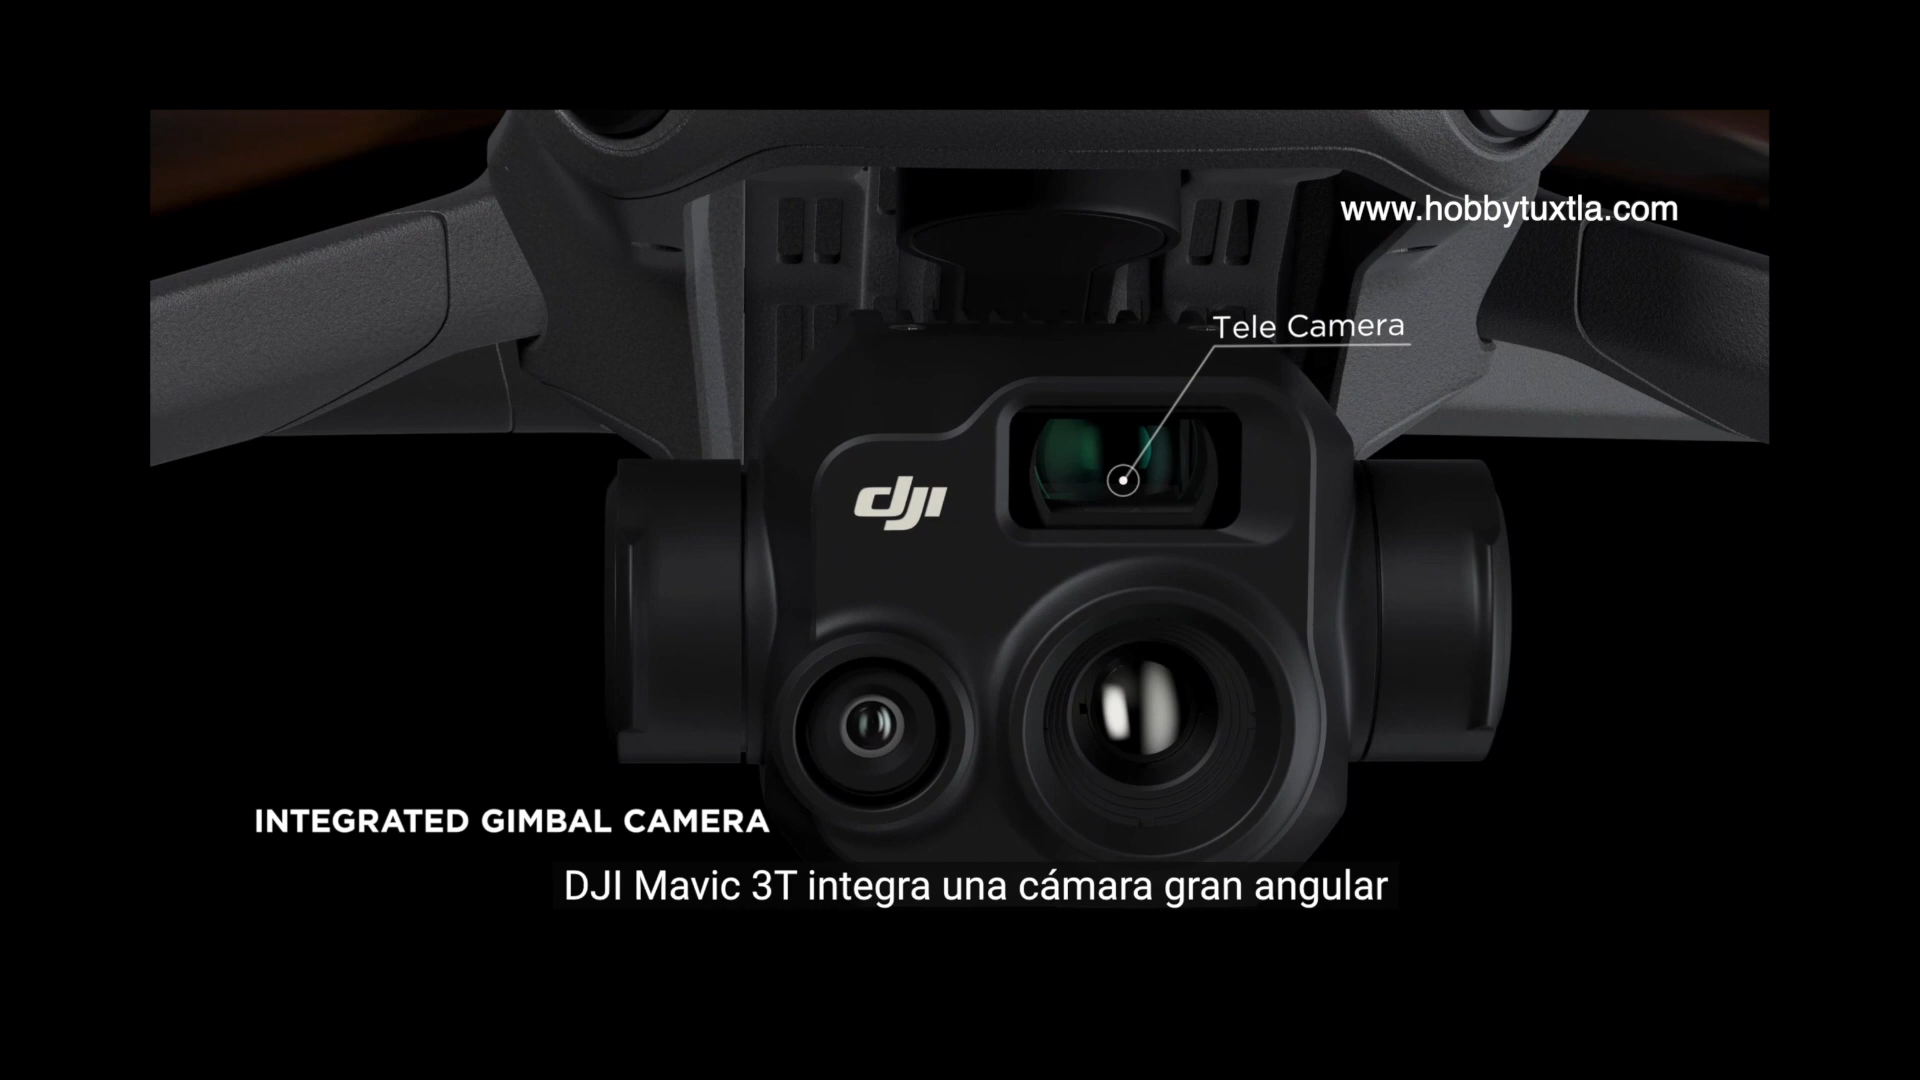 www.hobbytuxtla.com
Tele Camera
dji
INTEGRATED GIMBAL CAMERA
DJI Mavic 3T integra una cámara gran angular